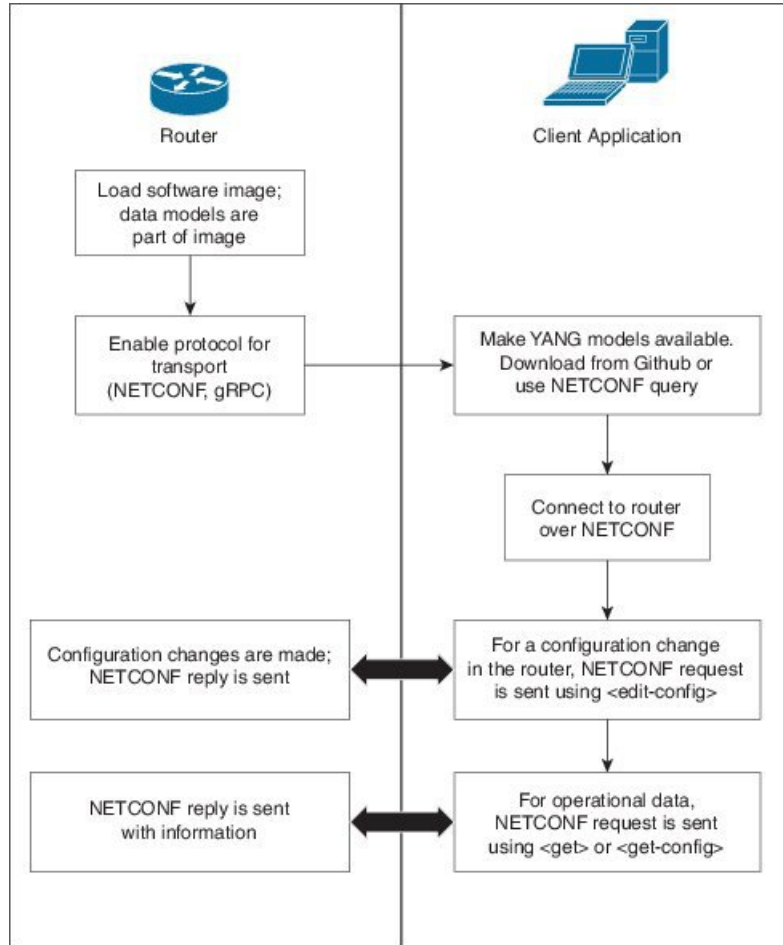 Router
Client Application
Load software image;
data models are
part of image
Enable protocol for
transport
(NETCONF, gRPC)
Make YANG models available.
Download from Github or
use NETCONF query
Connect to router
over NETCONF
Configuration changes are made;
NETCONF reply is sent
For a configuration change
in the router, NETCONF request
is sent using <edit-config>
NETCONF reply is sent
with information
For operational data,
NETCONF request is sent
using <get> or <get-config>